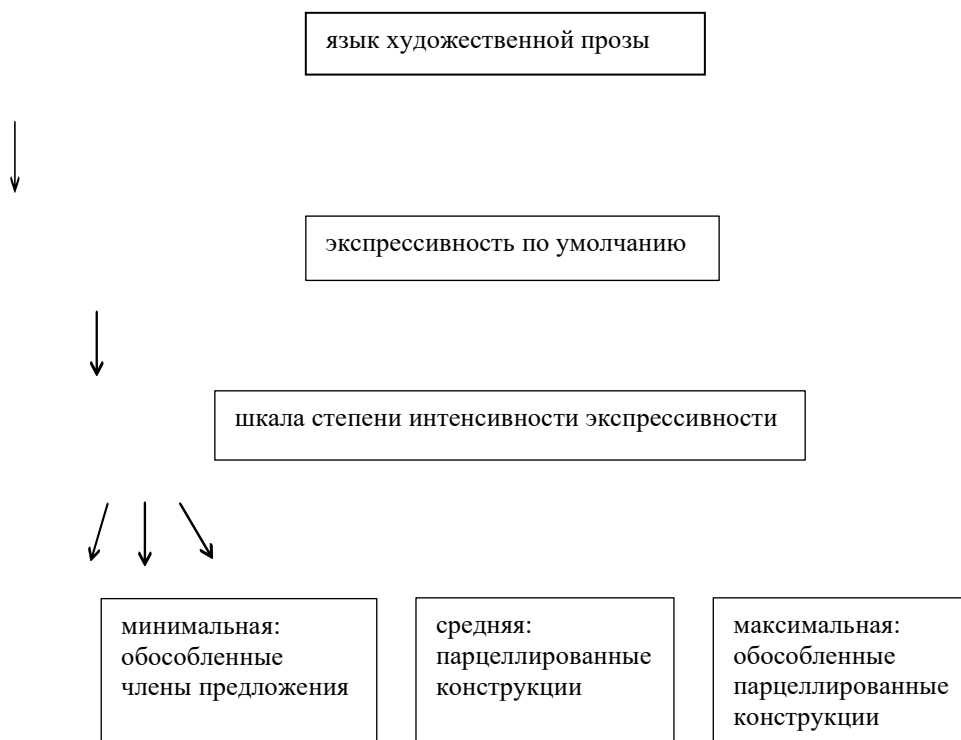 язык художественной прозы
экспрессивность по умолчанию
шкала степени интенсивности экспрессивности
минимальная:
обособленные
члены предложения
средняя:
парцеллированные
конструкции
максимальная:
обособленные
парцеллированные
конструкции